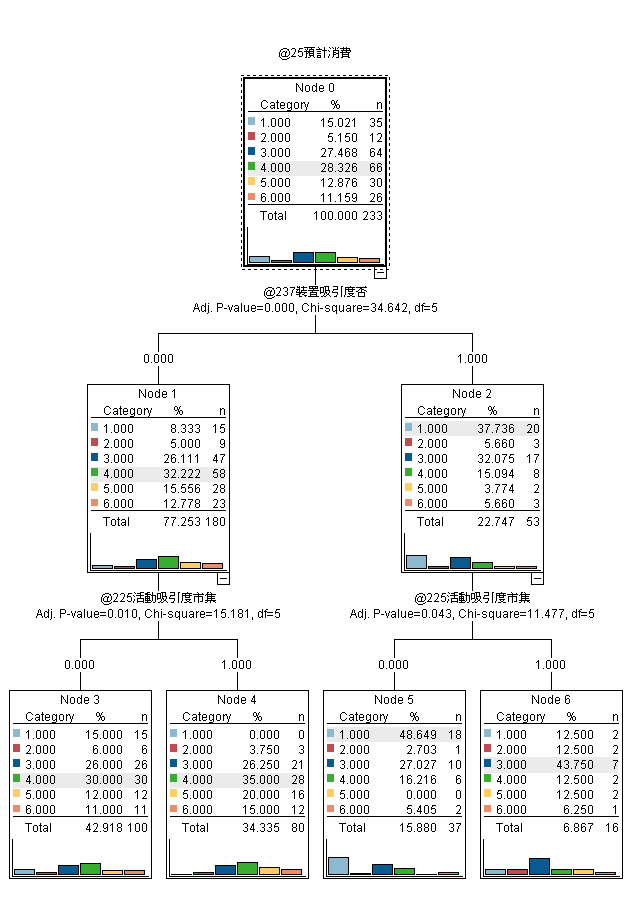 @25預計消費
Node 0
Category % n
1.000 15.021 35
2.000 5.150 12
3.000 27.468 64
4.000 28.326 66
5.000 12.876 30
6.000 11.159 26
Total 100.000 233
@237裝置吸引度否
Adj. P-value=0.000, Chi-square=34.642, df=5
0.000
1.000
Node 1
Category % n
1.000 8.333 15
2.000 5.000 9
3.000 26.111 47
4.000 32.222 58
5.000 15.556 28
6.000 12.778 23
Total 77.253 180
Node 2
Category % n
1.000 37.736 20
2.000 5.660 3
3.000 32.075 17
4.000 15.094 8
5.000 3.774 2
6.000 5.660 3
Total 22.747 53
@225活動吸引度市集
Adj. P-value=0.010, Chi-square=15.181, df=5
@225活動吸引度市集
Adj. P-value=0.043, Chi-square=11.477, df=5
0.000
1.000
0.000
1.000
Node 3
Category % n
1.000 15.000 15
2.000 6.000 6
3.000 26.000 26
4.000 30.000 30
5.000 12.000 12
6.000 11.000 11
Total 42.918 100
Node 4
Category % n
1.000 0.000 0
2.000 3.750 3
3.000 26.250 21
4.000 35.000 28
5.000 20.000 16
6.000 15.000 12
Total 34.335 80
Node 5
Category % n
1.000 48.649 18
2.000 2.703 1
3.000 27.027 10
4.000 16.216 6
5.000 0.000 0
6.000 5.405 2
Total 15.880 37
Node 6
Category % n
1.000 12.500 2
2.000 12.500 2
3.000 43.750 7
4.000 12.500 2
5.000 12.500 2
6.000 6.250 1
Total 6.867 16